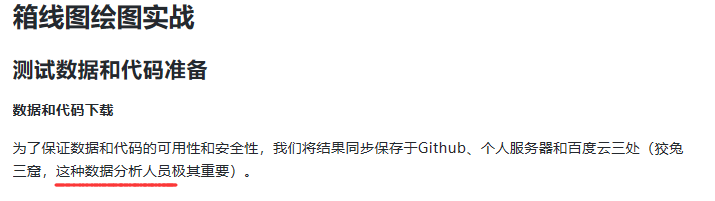 箱线图绘图实战
测试数据和代码准备
数据和代码下载
为了保证数据和代码的可用性和安全性，我们将结果同步保存于Github、个人服务器和百度云三处（狡兔
三窟，这种数据分析人员极其重要）。